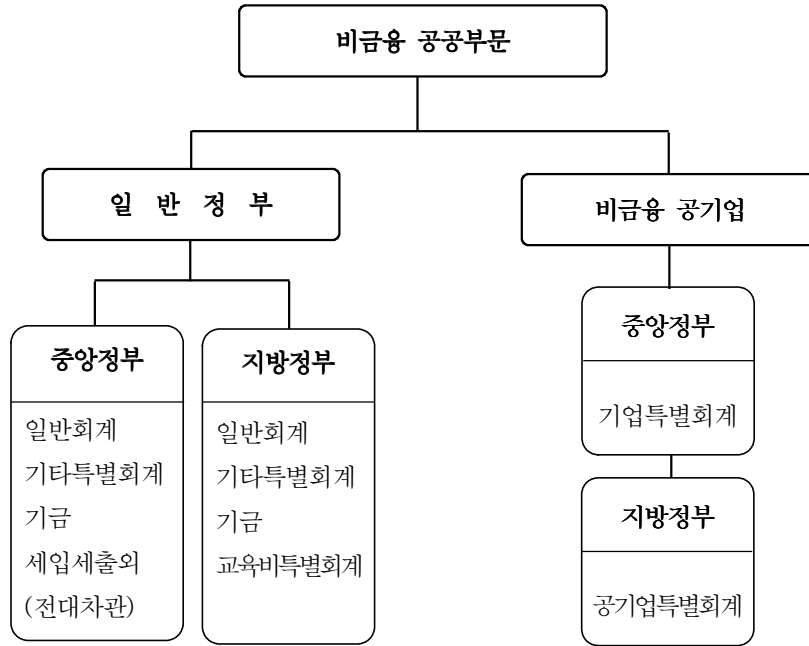 비금융 공공부문
일 반 정 부
비금융 공기업
중앙정부
일반회계
기타특별회계
기금
세입세출외
(전대차관)
지방정부
일반회계
기타특별회계
기금
교육비특별회계
중앙정부
기업특별회계
지방정부
공기업특별회계